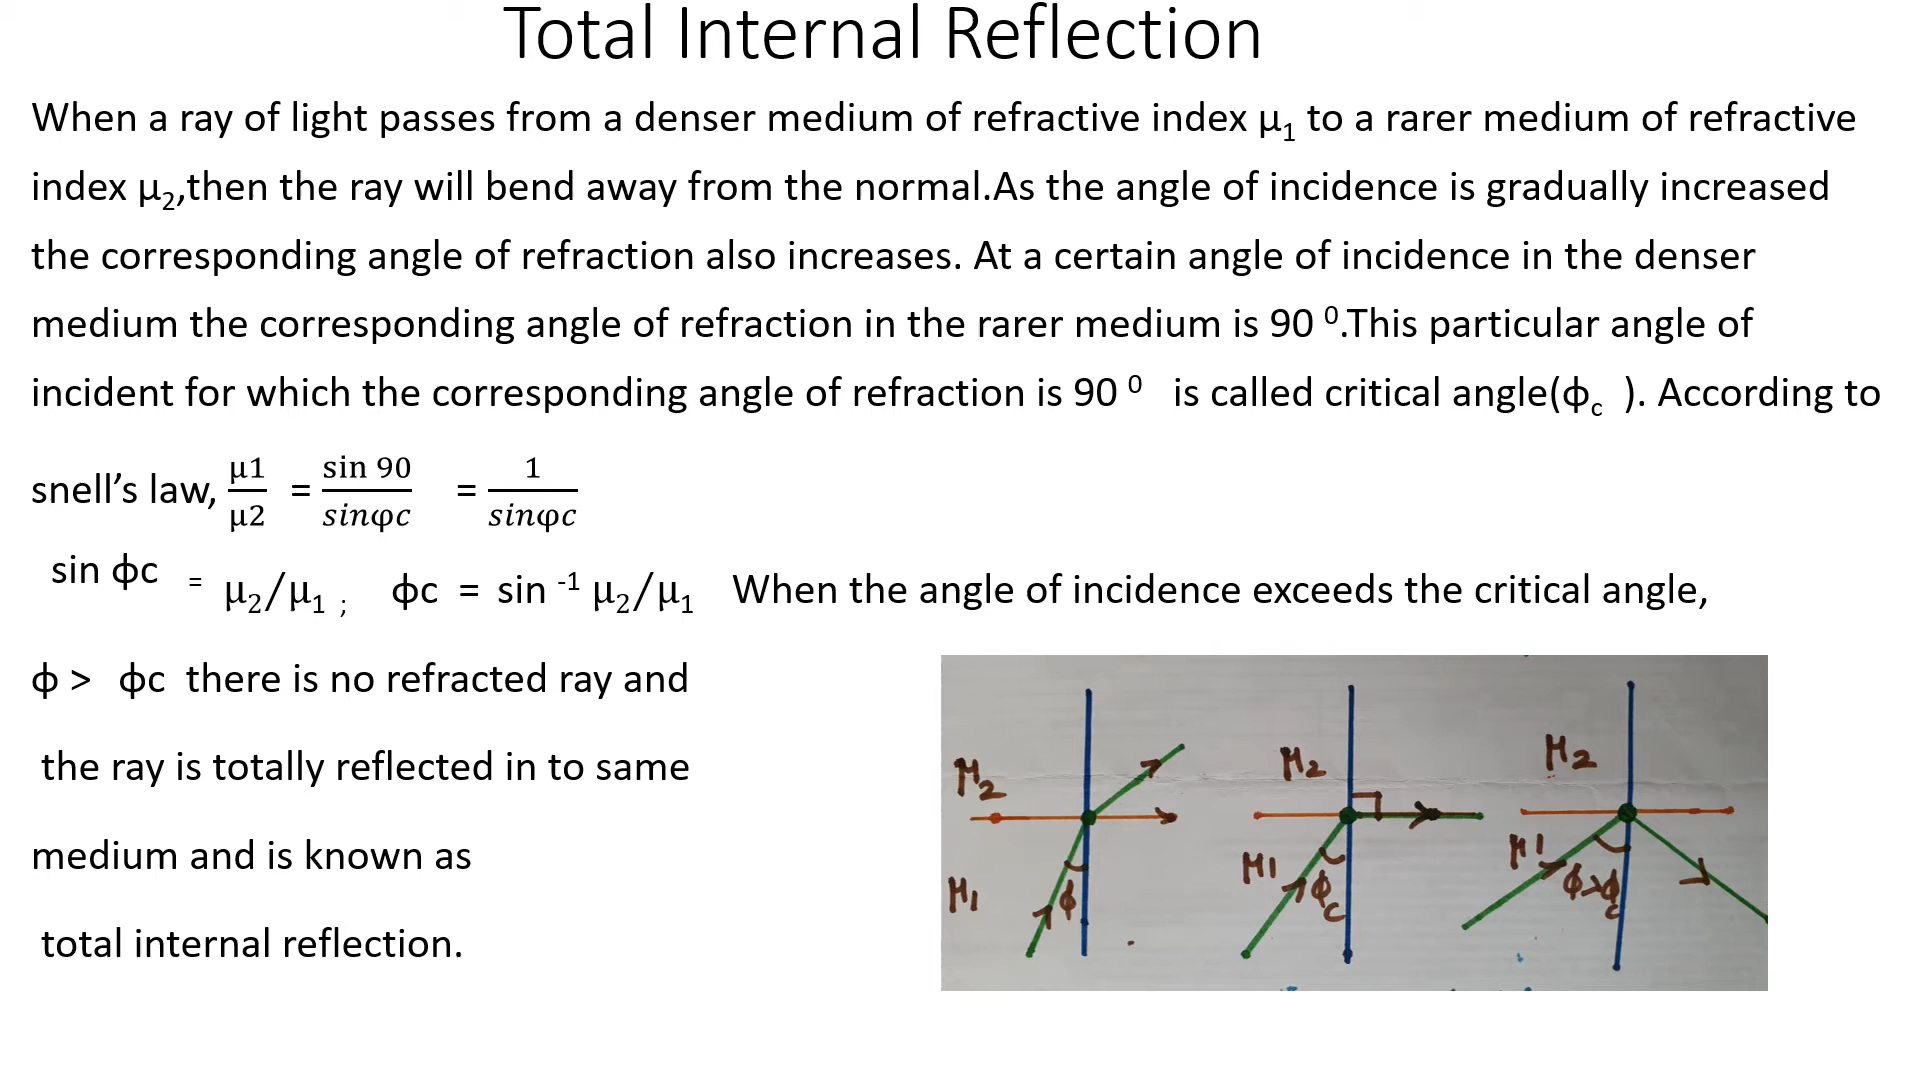 Total Internal Reflection
When a ray of light passes from a denser medium of refractive index μ₁ to a rarer medium of refractive
index μ₂,then the ray will bend away from the normal.As the angle of incidence is gradually increased
the corresponding angle of refraction also increases. At a certain angle of incidence in the denser
medium the corresponding angle of refraction in the rarer medium is 90 ⁰.This particular angle of
incident for which the corresponding angle of refraction is 90 ⁰ is called critical angle(ϕc ). According to
snell’s law, μ1/μ2 = sin 90/sinφc = 1/sinφc
sin ϕc = μ₂/μ₁ ; ϕc = sin ⁻¹ μ₂/μ₁ When the angle of incidence exceeds the critical angle,
ϕ > ϕc there is no refracted ray and
the ray is totally reflected in to same
medium and is known as
total internal reflection.
μ2
μ1
ϕ
μ2
μ1
ϕc
μ2
μ1
ϕ>ϕc